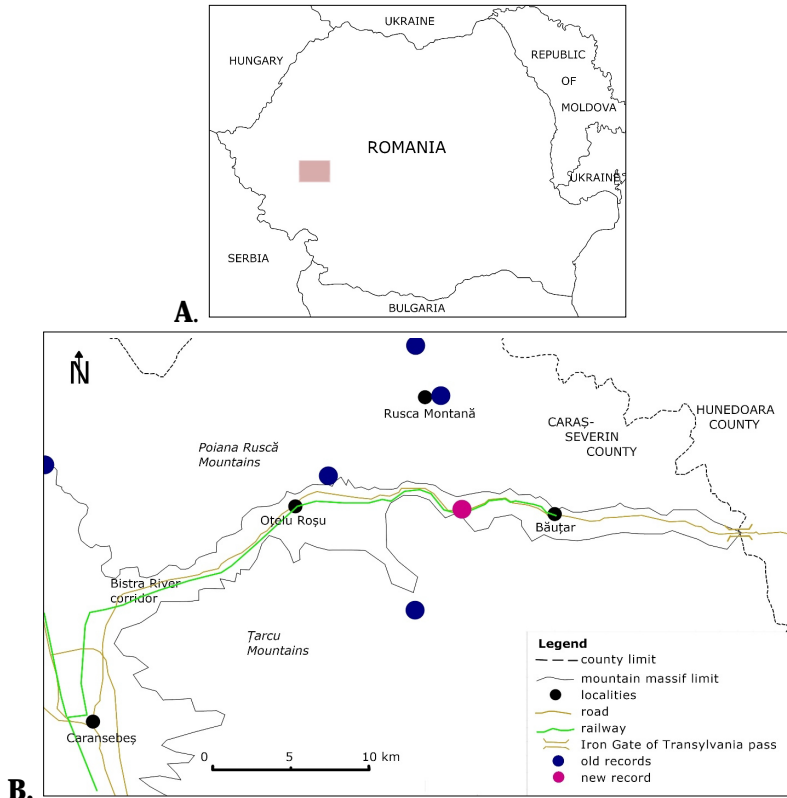 UKRAINE
HUNGARY
REPUBLIC
OF
MOLDOVA
ROMANIA
UKRAINE
SERBIA
BULGARIA
A.
N
Rusca Montană
HUNEDOARA
COUNTY
CARAȘ-
SEVERIN
COUNTY
Poiana Ruscă
Mountains
Oțelu Roșu
Băuțar
Bistra River
corridor
Țarcu
Mountains
Caransebeș
0 5 10 km
Legend
county limit
mountain massif limit
localities
road
railway
Iron Gate of Transylvania pass
old records
new record
B.